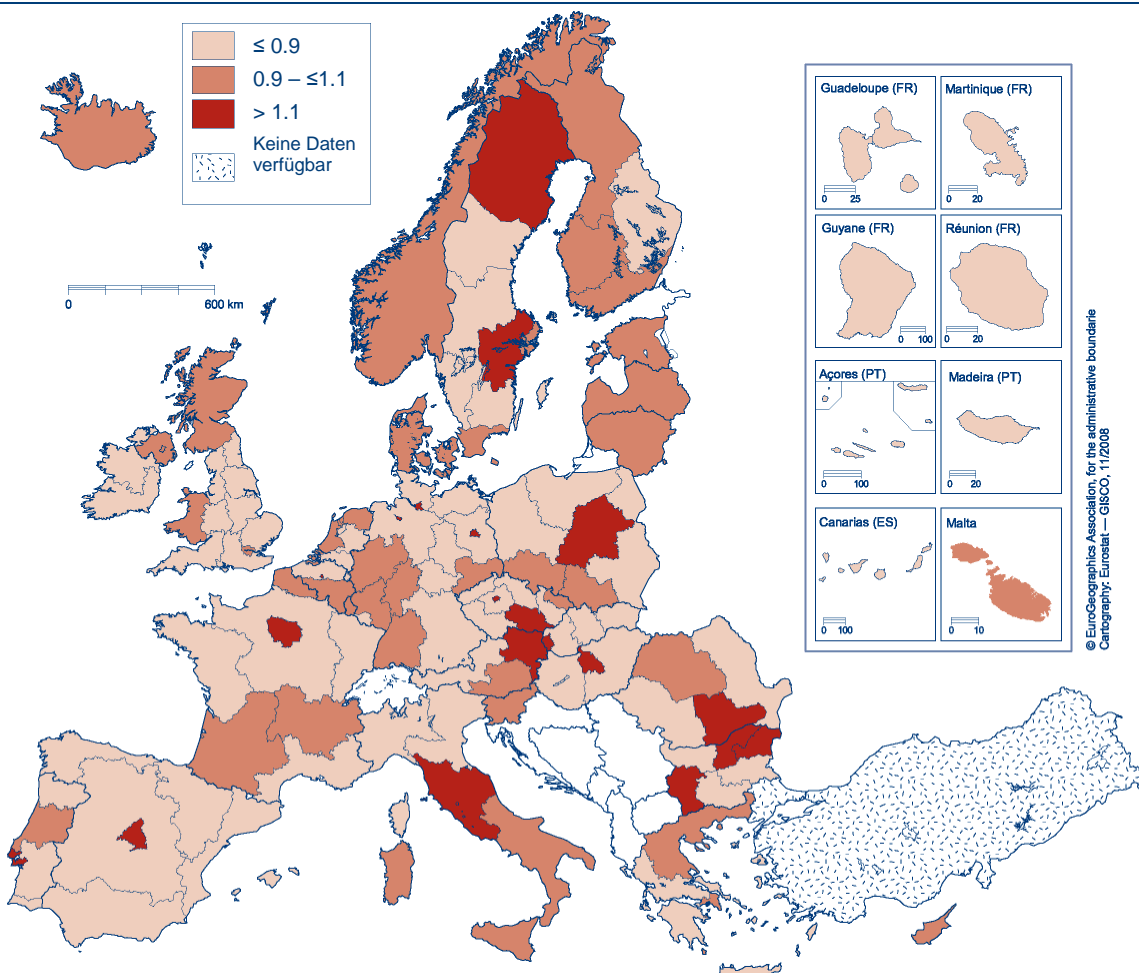 ≤ 0.9
0.9 – ≤1.1
> 1.1
Keine Daten
verfügbar
0 600 km
Guadeloupe (FR)
0 25
Martinique (FR)
0 20
Guyane (FR)
0 100
Réunion (FR)
0 20
Açores (PT)
0 100
Madeira (PT)
0 20
Canarias (ES)
0 100
Malta
0 10
© EuroGeographics Association, for the administrative boundarie
Cartography: Eurostat — GISCO, 11/2008